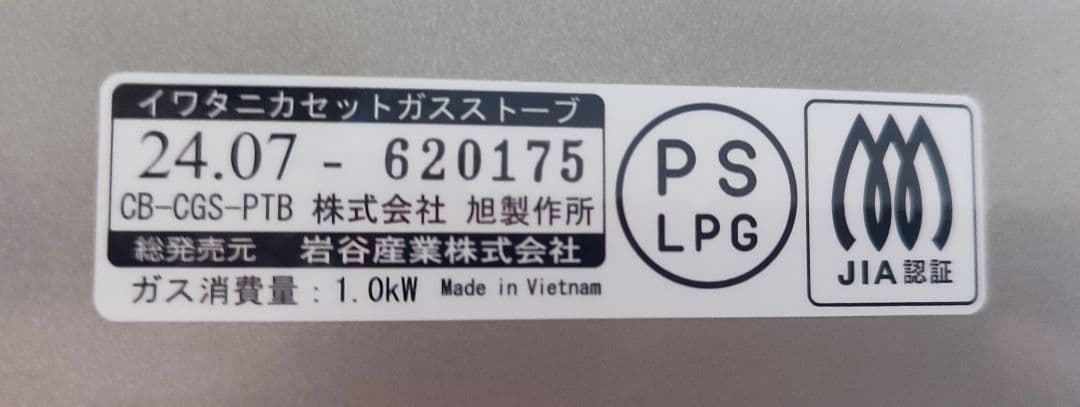 イワタニカセットガスストーブ
24.07 - 620175
CB-CGS-PTB 株式会社 旭製作所
総発売元 岩谷産業株式会社
ガス消費量：1.0kW Made in Vietnam
PS
LPG
JIA認証